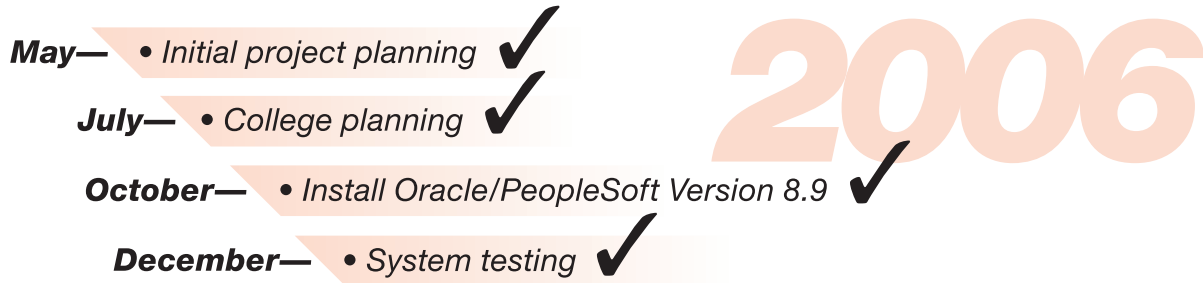 2006
May— • Initial project planning ✓
July— • College planning ✓
October— • Install Oracle/PeopleSoft Version 8.9 ✓
December— • System testing ✓